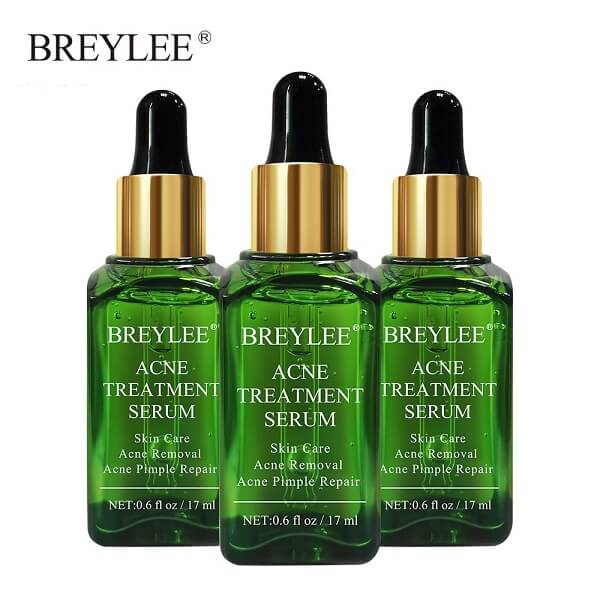 BREYLEE®
BREYLEE®
ACNE
TREATMENT
SERUM
Skin Care
Acne Removal
Acne Pimple Repair
NET:0.6 fl oz / 17 ml
BREYLEE®
ACNE
TREATMENT
SERUM
Skin Care
Acne Removal
Acne Pimple Repair
NET:0.6 fl oz / 17 ml
BREYLEE®
ACNE
TREATMENT
SERUM
Skin Care
Acne Removal
Acne Pimple Repair
NET:0.6 fl oz / 17 ml